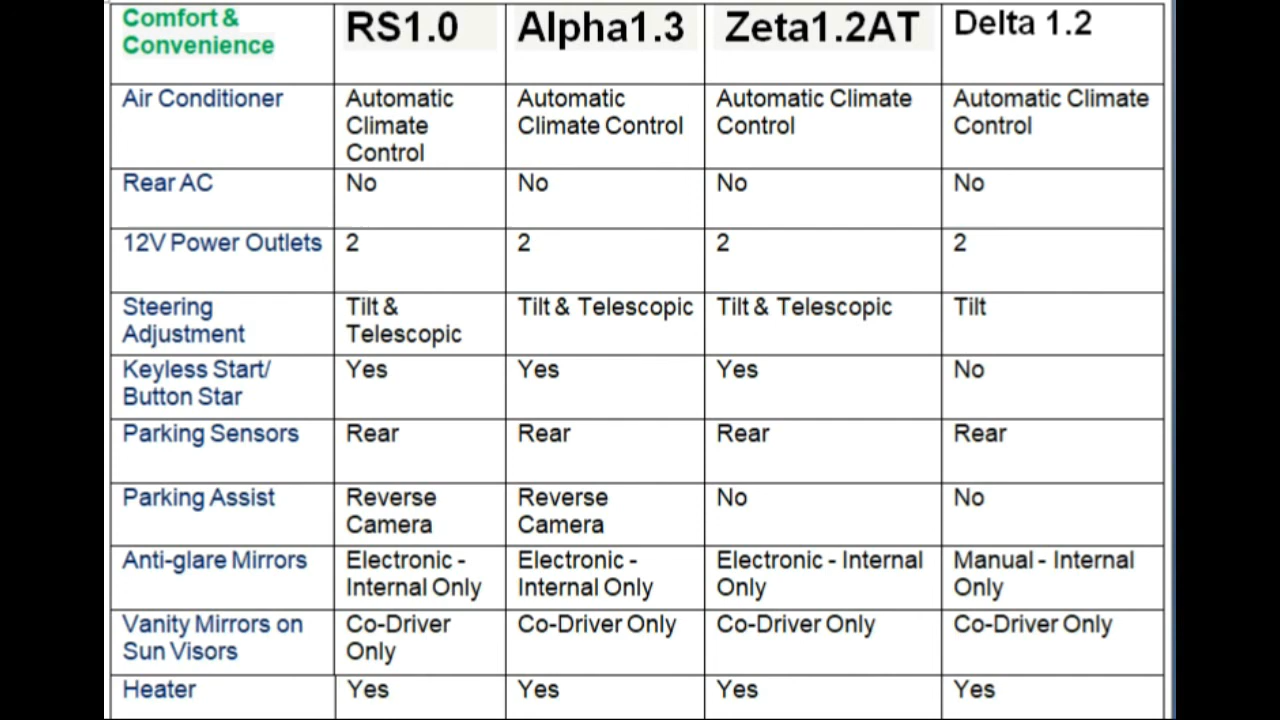 Comfort & Convenience RS1.0 Alpha1.3 Zeta1.2AT Delta 1.2
Air Conditioner Automatic Climate Control Automatic Climate Control Automatic Climate Control Automatic Climate Control
Rear AC No No No No
12V Power Outlets 2 2 2 2
Steering Adjustment Tilt & Telescopic Tilt & Telescopic Tilt & Telescopic Tilt
Keyless Start/ Button Star Yes Yes Yes No
Parking Sensors Rear Rear Rear Rear
Parking Assist Reverse Camera Reverse Camera No No
Anti-glare Mirrors Electronic - Internal Only Electronic - Internal Only Electronic - Internal Only Manual - Internal Only
Vanity Mirrors on Sun Visors Co-Driver Only Co-Driver Only Co-Driver Only Co-Driver Only
Heater Yes Yes Yes Yes